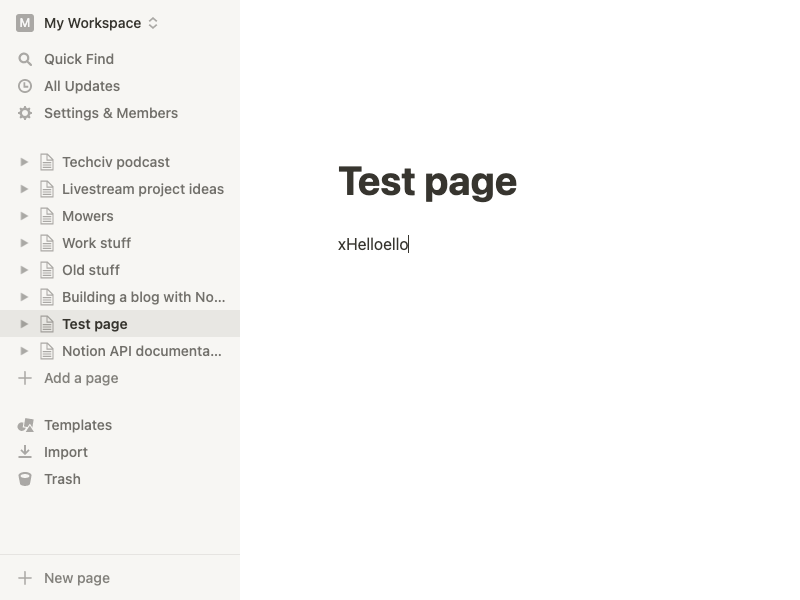 M My Workspace
Quick Find
All Updates
Settings & Members
Techciv podcast
Livestream project ideas
Mowers
Work stuff
Old stuff
Building a blog with No...
Test page
Notion API documenta...
Add a page
Templates
Import
Trash
New page
Test page
xHelloello